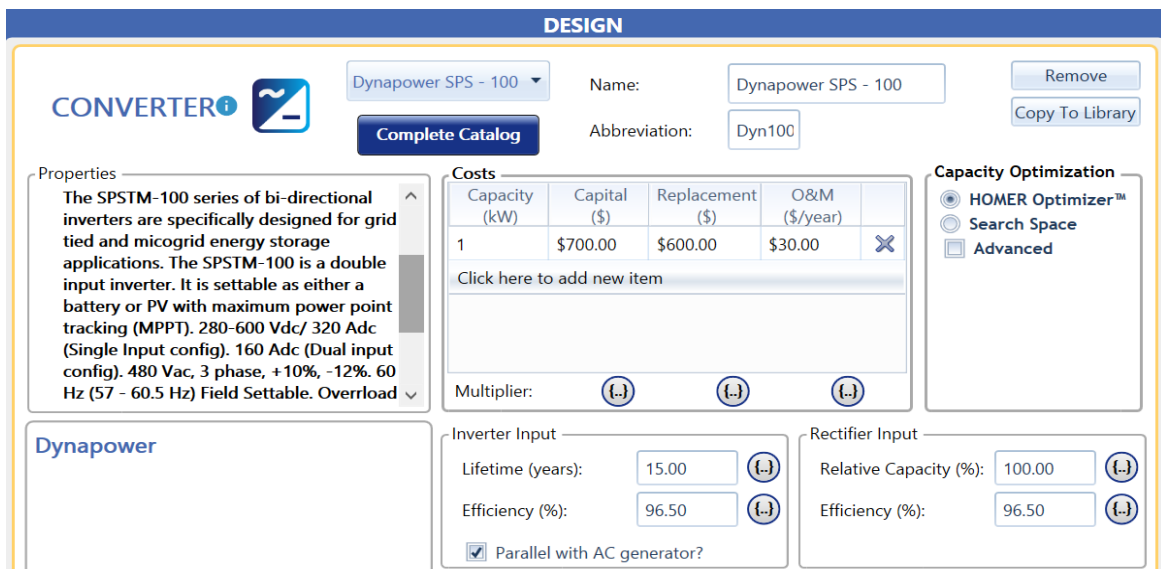 DESIGN
CONVERTER
Dynapower SPS - 100
Complete Catalog
Name:
Dynapower SPS - 100
Abbreviation:
Dyn100
Remove
Copy To Library
Properties
The SPSTM-100 series of bi-directional
inverters are specifically designed for grid
tied and micogrid energy storage
applications. The SPSTM-100 is a double
input inverter. It is settable as either a
battery or PV with maximum power point
tracking (MPPT). 280-600 Vdc/ 320 Adc
(Single Input config). 160 Adc (Dual input
config). 480 Vac, 3 phase, +10%, -12%. 60
Hz (57 - 60.5 Hz) Field Settable. Overrload
Costs
Capacity (kW) Capital ($) Replacement ($) O&M ($/year)
1 $700.00 $600.00 $30.00
Click here to add new item
Multiplier: {..} {..} {..}
Capacity Optimization
HOMER Optimizer™
Search Space
Advanced
Dynapower
Inverter Input
Lifetime (years): 15.00 {..}
Efficiency (%): 96.50 {..}
Parallel with AC generator?
Rectifier Input
Relative Capacity (%): 100.00 {..}
Efficiency (%): 96.50 {..}